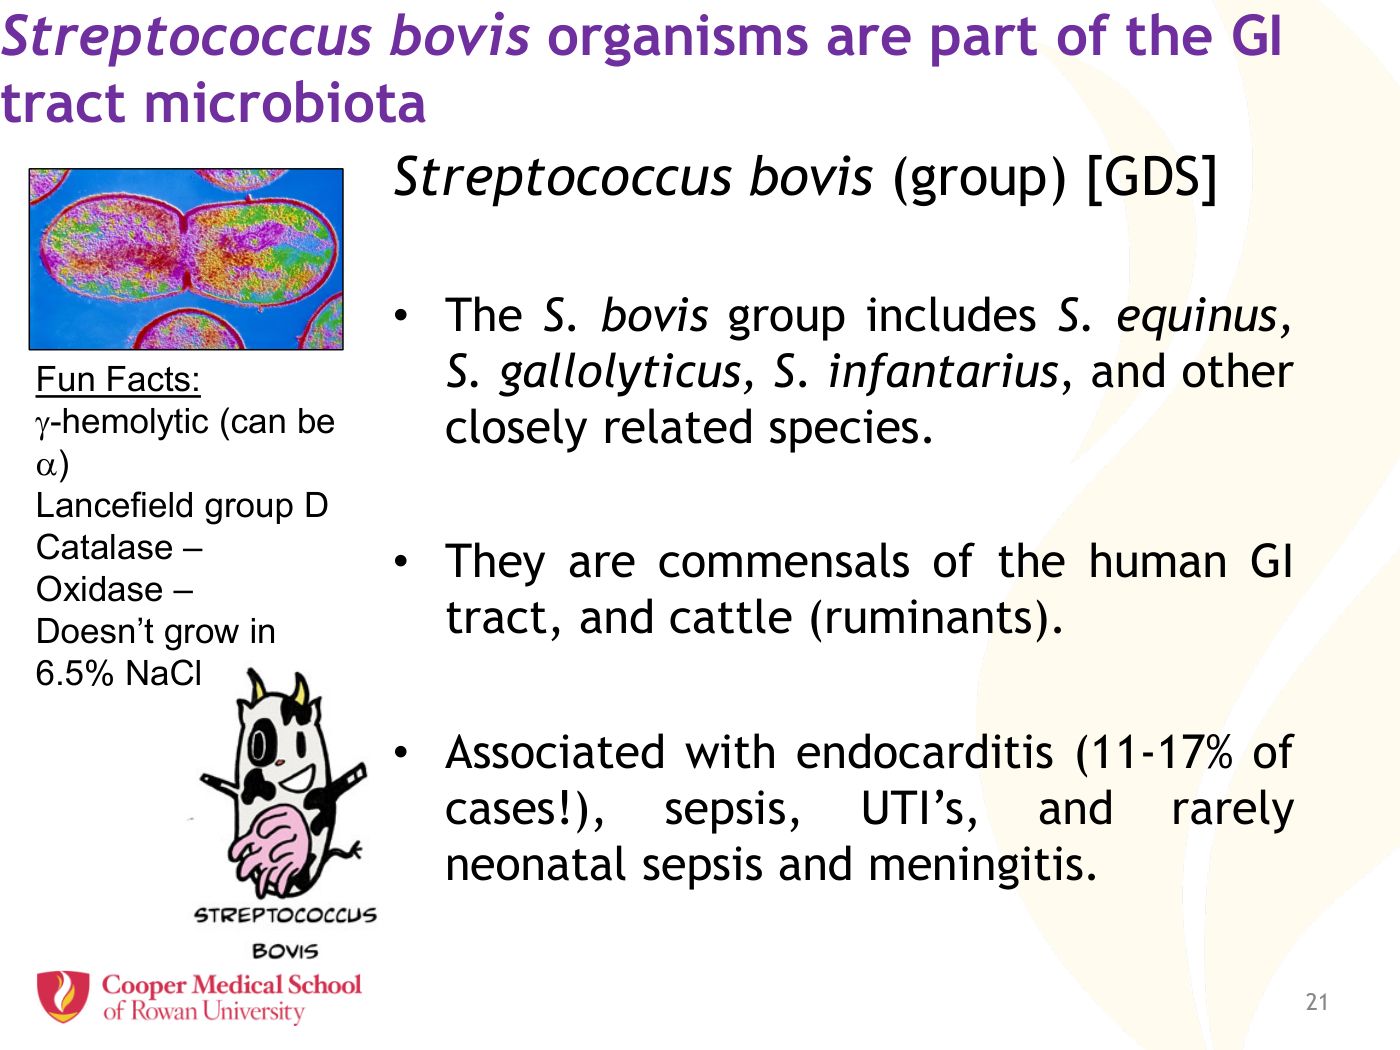 Streptococcus bovis organisms are part of the GI
tract microbiota
Streptococcus bovis (group) [GDS]
• The S. bovis group includes S. equinus,
S. gallolyticus, S. infantarius, and other
closely related species.
• They are commensals of the human GI
tract, and cattle (ruminants).
• Associated with endocarditis (11-17% of
cases!), sepsis, UTI’s, and rarely
neonatal sepsis and meningitis.
Fun Facts:
γ-hemolytic (can be
α)
Lancefield group D
Catalase –
Oxidase –
Doesn’t grow in
6.5% NaCl
STREPTOCOCCUS
BOVIS
Cooper Medical School
of Rowan University
21